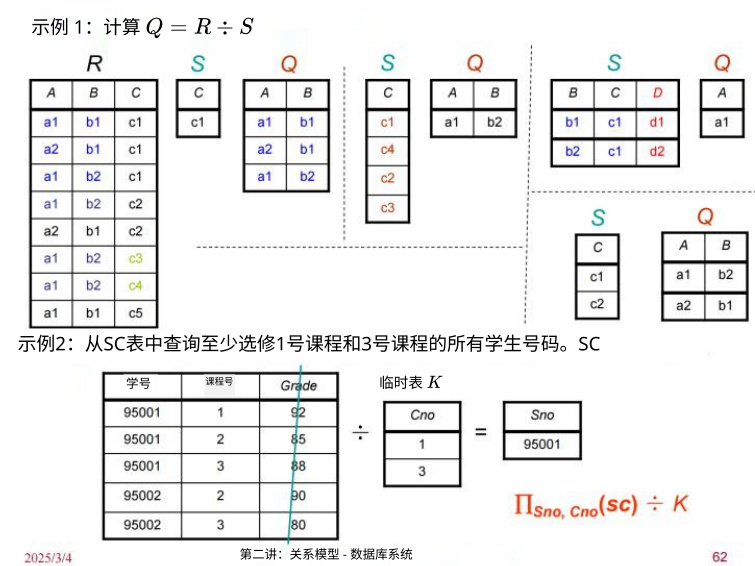 示例 1：计算 Q = R ÷ S
R S Q S Q S Q
A B C
a1 b1 c1
a2 b1 c1
a1 b2 c1
a1 b2 c2
a2 b1 c2
a1 b2 c3
a1 b2 c4
a1 b1 c5
C
c1
A B
a1 b1
a2 b1
a1 b2
C
c1
c4
c2
c3
A B
a1 b2
B C D
b1 c1 d1
b2 c1 d2
A
a1
S Q
C
c1
c2
A B
a1 b2
a2 b1
示例2：从SC表中查询至少选修1号课程和3号课程的所有学生号码。SC
学号 课程号 Grade
95001 1 92
95001 2 85
95001 3 88
95002 2 90
95002 3 80
÷
临时表 K
Cno
1
3
=
Sno
95001
∏Sno, Cno(sc) ÷ K
2025/3/4 第二讲：关系模型 - 数据库系统 62